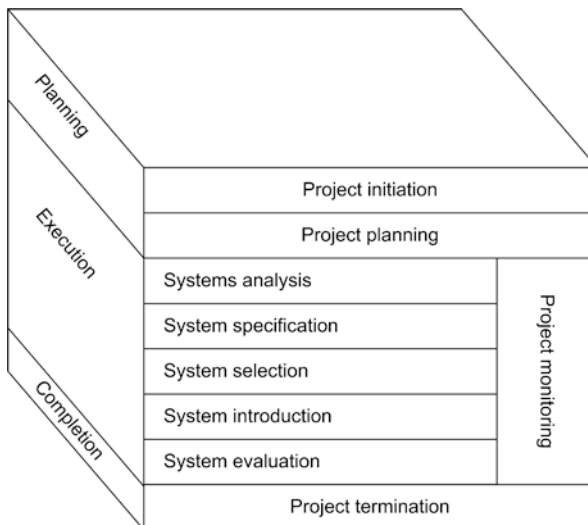 Planning
Execution
Completion
Project initiation
Project planning
Systems analysis
System specification
System selection
System introduction
System evaluation
Project monitoring
Project termination